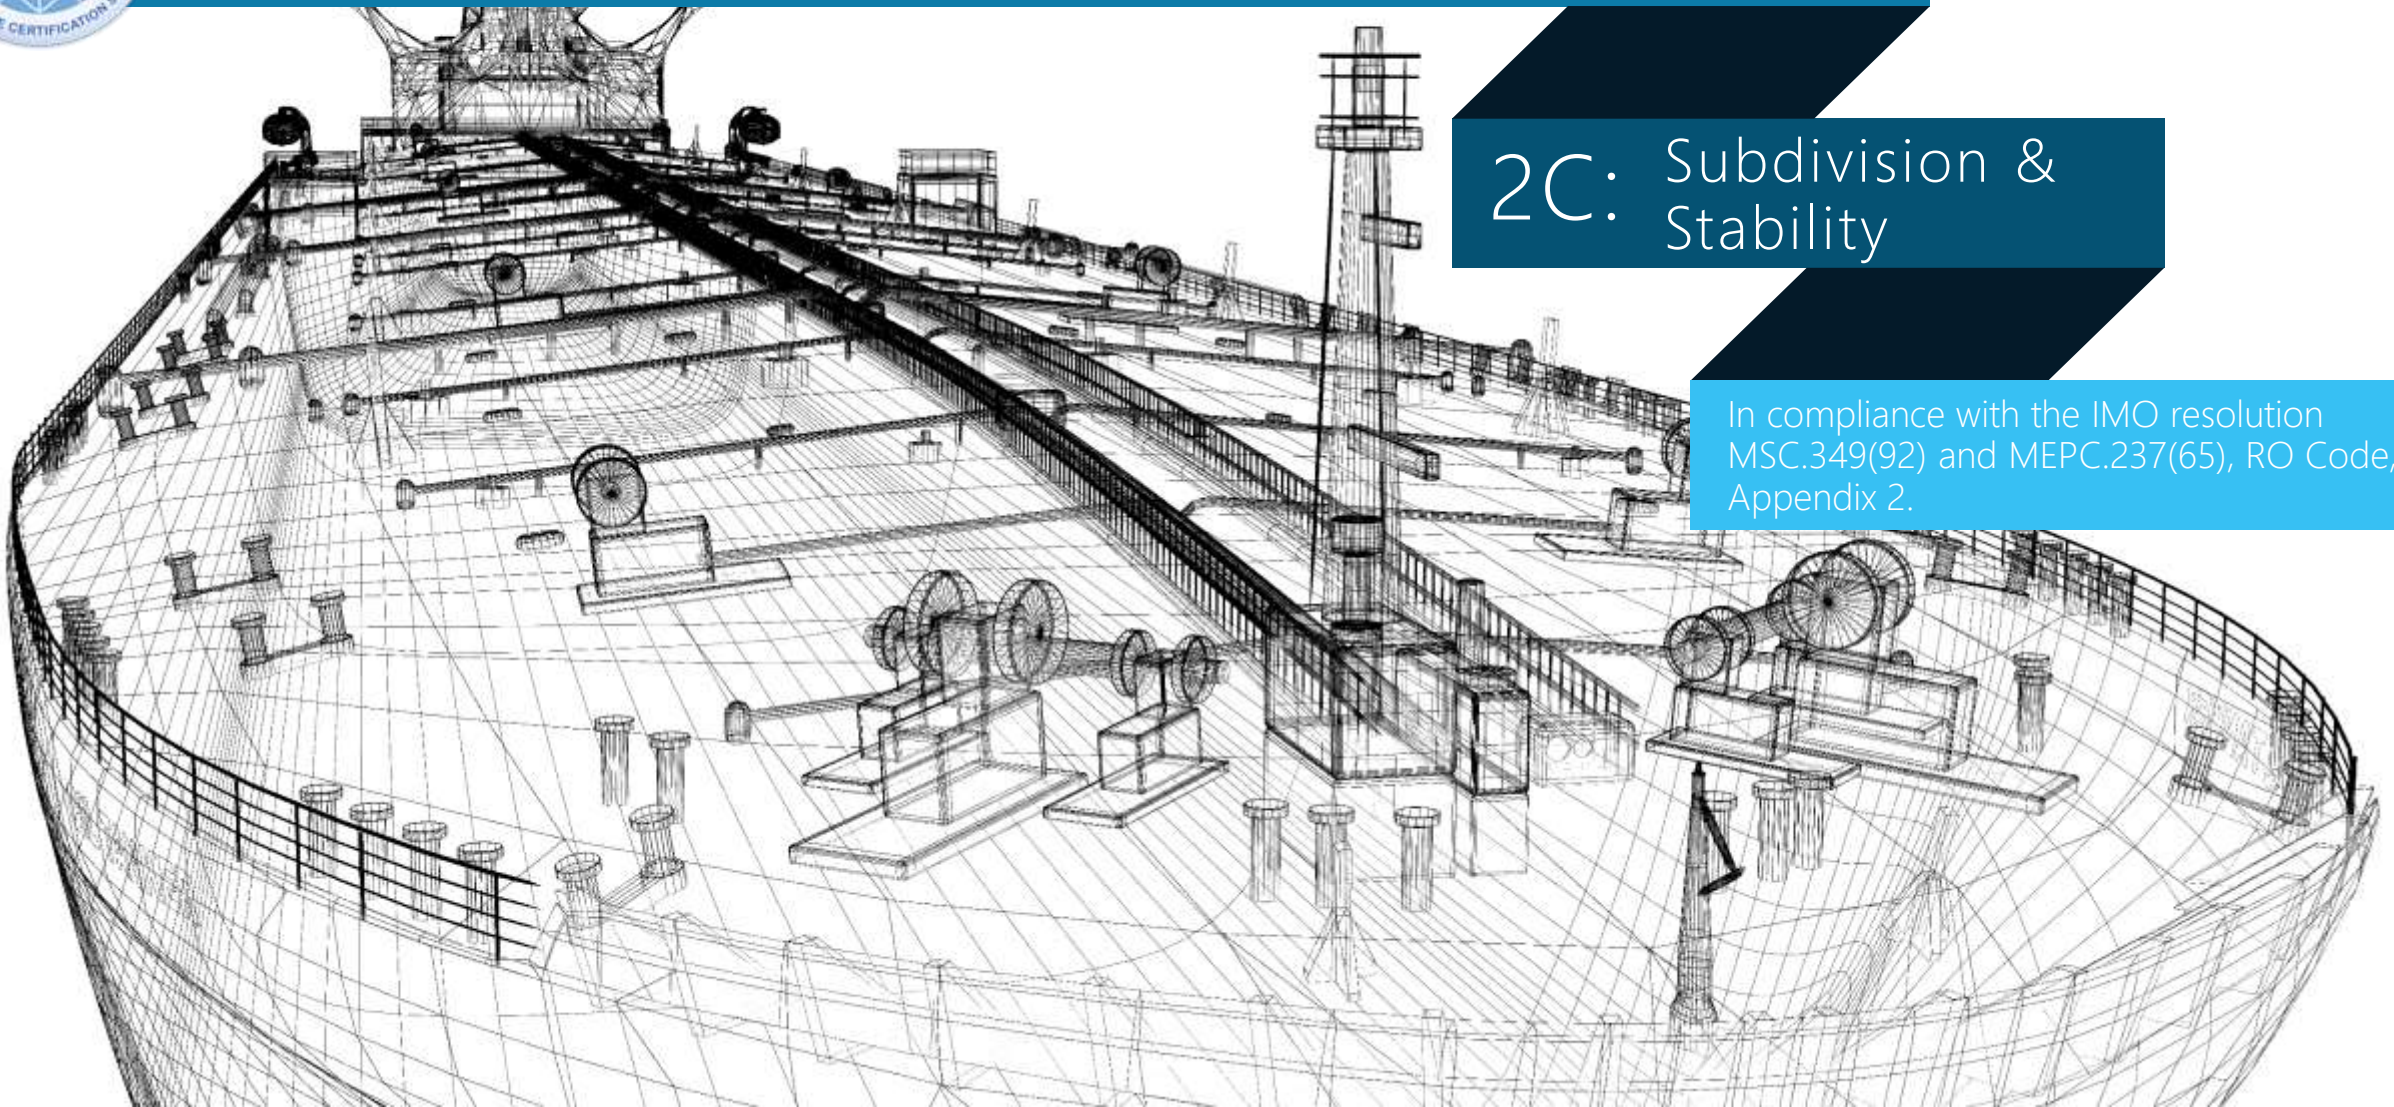 E CERTIFICATION
2C:
Subdivision &
Stability
In compliance with the IMO resolution
MSC.349(92) and MEPC.237(65), RO Code,
Appendix 2.